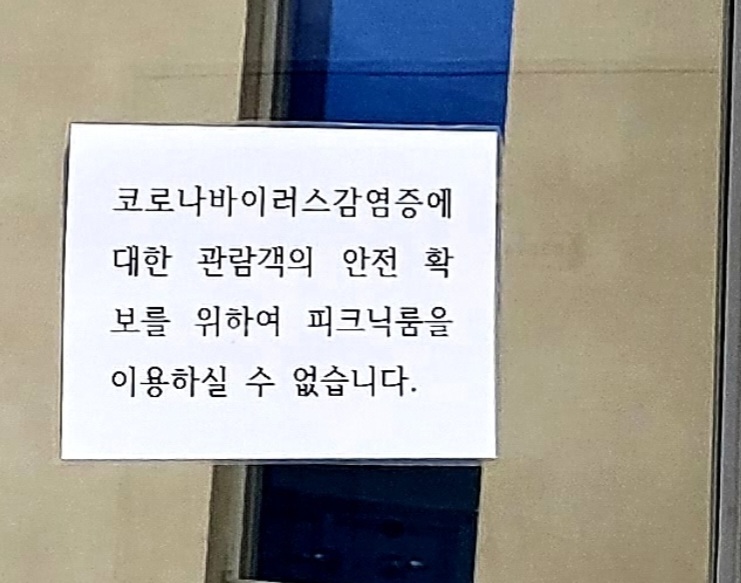 코로나바이러스감염증에
대한 관람객의 안전 확
보를 위하여 피크닉룸을
이용하실 수 없습니다.